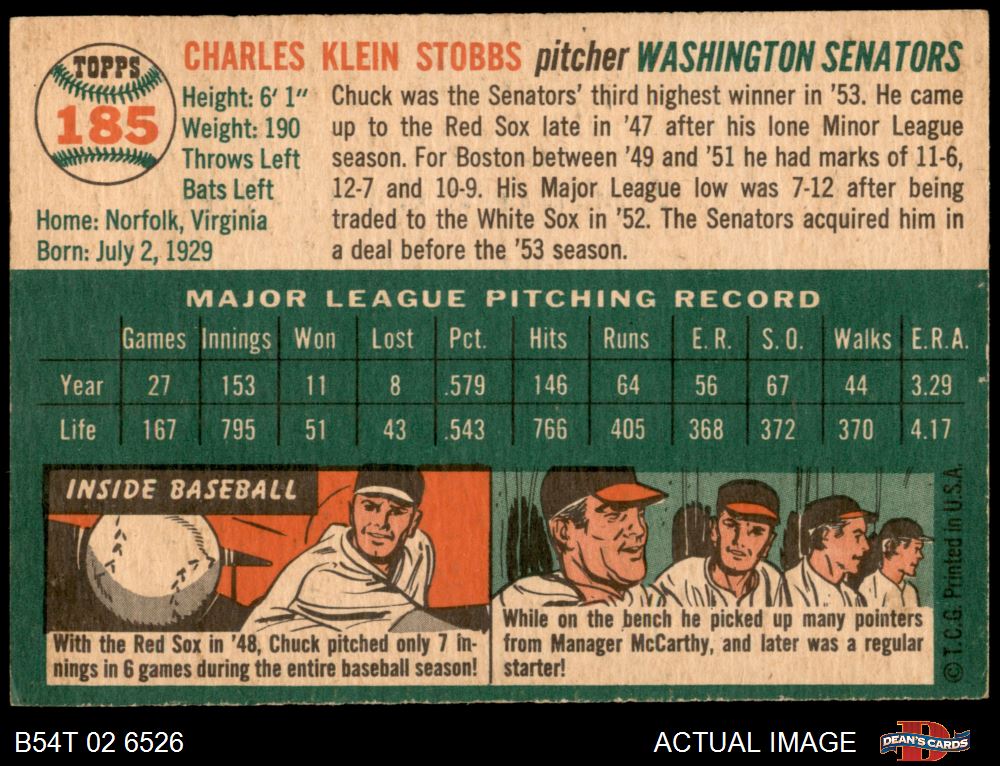 TOPPS
185
CHARLES KLEIN STOBBS pitcher WASHINGTON SENATORS
Height: 6' 1"
Weight: 190
Throws Left
Bats Left
Home: Norfolk, Virginia
Born: July 2, 1929
Chuck was the Senators' third highest winner in '53. He came
up to the Red Sox late in '47 after his lone Minor League
season. For Boston between '49 and '51 he had marks of 11-6,
12-7 and 10-9. His Major League low was 7-12 after being
traded to the White Sox in '52. The Senators acquired him in
a deal before the '53 season.
MAJOR LEAGUE PITCHING RECORD
Games Innings Won Lost Pct. Hits Runs E. R. S. O. Walks E.R.A.
Year 27 153 11 8 .579 146 64 56 67 44 3.29
Life 167 795 51 43 .543 766 405 368 372 370 4.17
INSIDE BASEBALL
With the Red Sox in '48, Chuck pitched only 7 in-
nings in 6 games during the entire baseball season!
While on the bench he picked up many pointers
from Manager McCarthy, and later was a regular
starter!
© T.C.G. Printed in U.S.A.
B54T 02 6526
ACTUAL IMAGE
DEAN'S CARDS